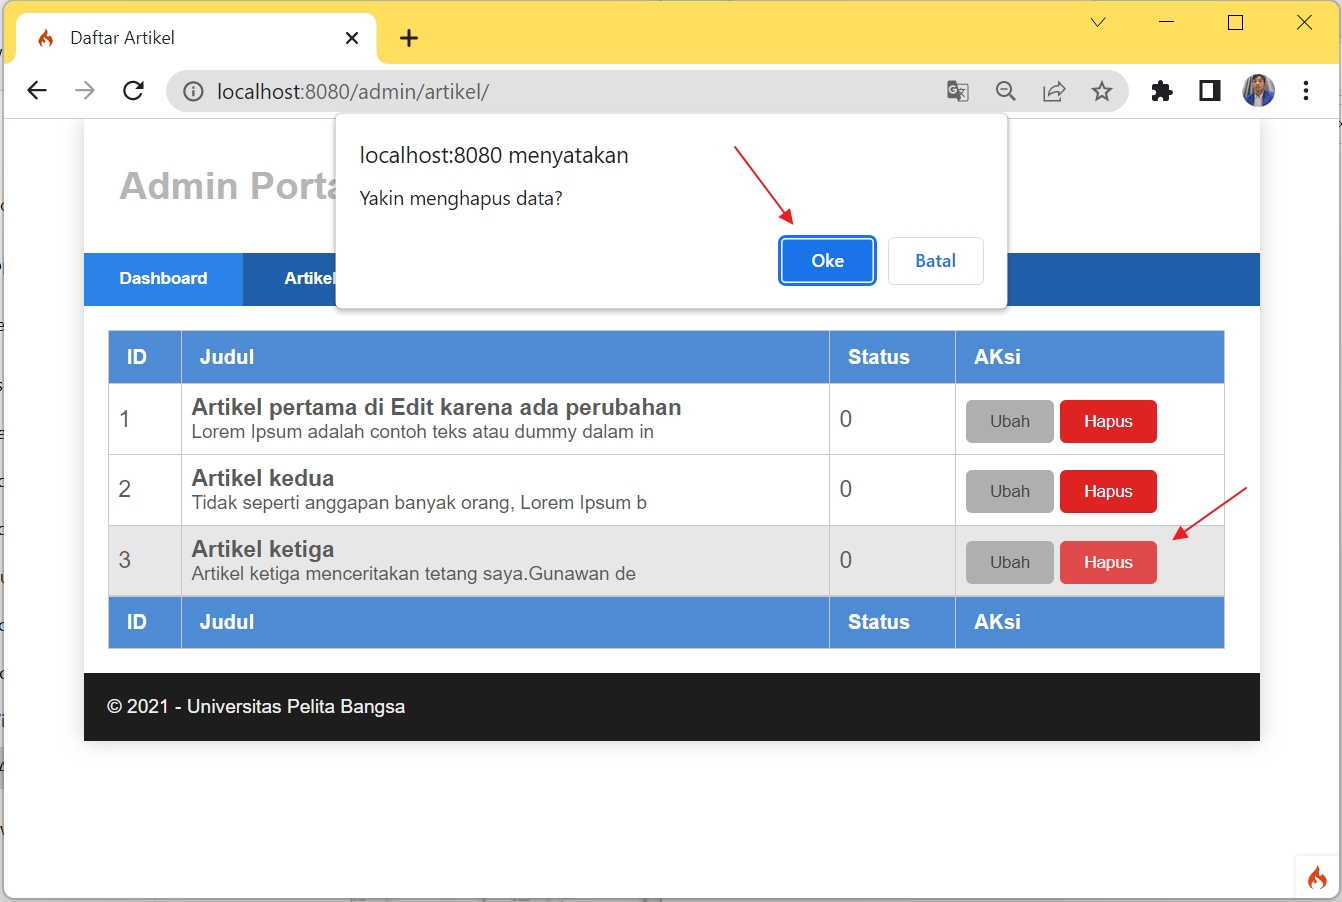 Daftar Artikel
localhost:8080/admin/artikel/
localhost:8080 menyatakan
Yakin menghapus data?
Oke Batal
Admin Porta
Dashboard Artikel
ID Judul Status AKsi
1 Artikel pertama di Edit karena ada perubahan 0 Ubah Hapus
Lorem Ipsum adalah contoh teks atau dummy dalam in
2 Artikel kedua 0 Ubah Hapus
Tidak seperti anggapan banyak orang, Lorem Ipsum b
3 Artikel ketiga 0 Ubah Hapus
Artikel ketiga menceritakan tetang saya.Gunawan de
ID Judul Status AKsi
© 2021 - Universitas Pelita Bangsa